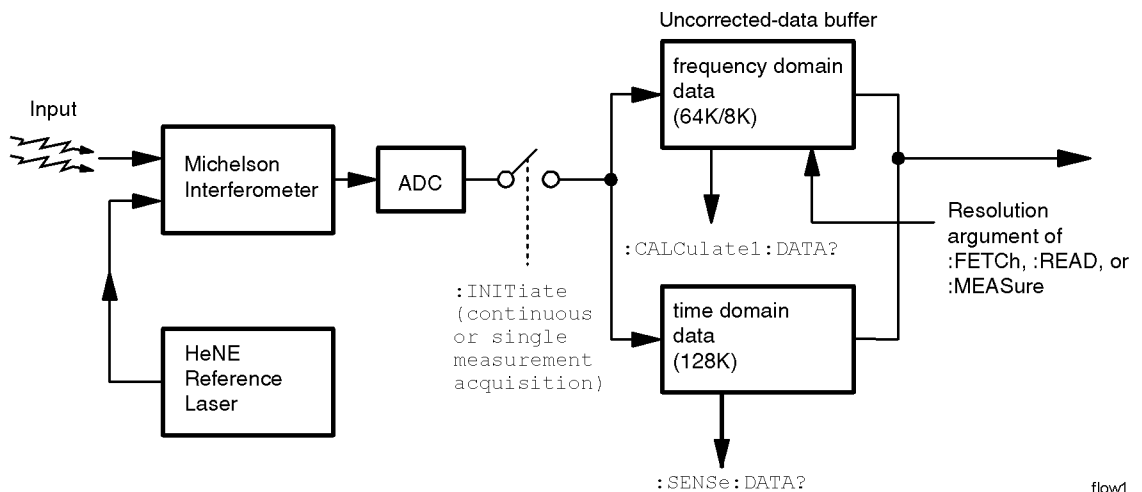 Uncorrected-data buffer
Input
Michelson
Interferometer
ADC
frequency domain
data
(64K/8K)
:CALCulate1:DATA?
Resolution
argument of
:FETCh, :READ, or
:MEASure
:INITiate
(continuous
or single
measurement
acquisition)
time domain
data
(128K)
HeNE
Reference
Laser
:SENSe:DATA?
flow1